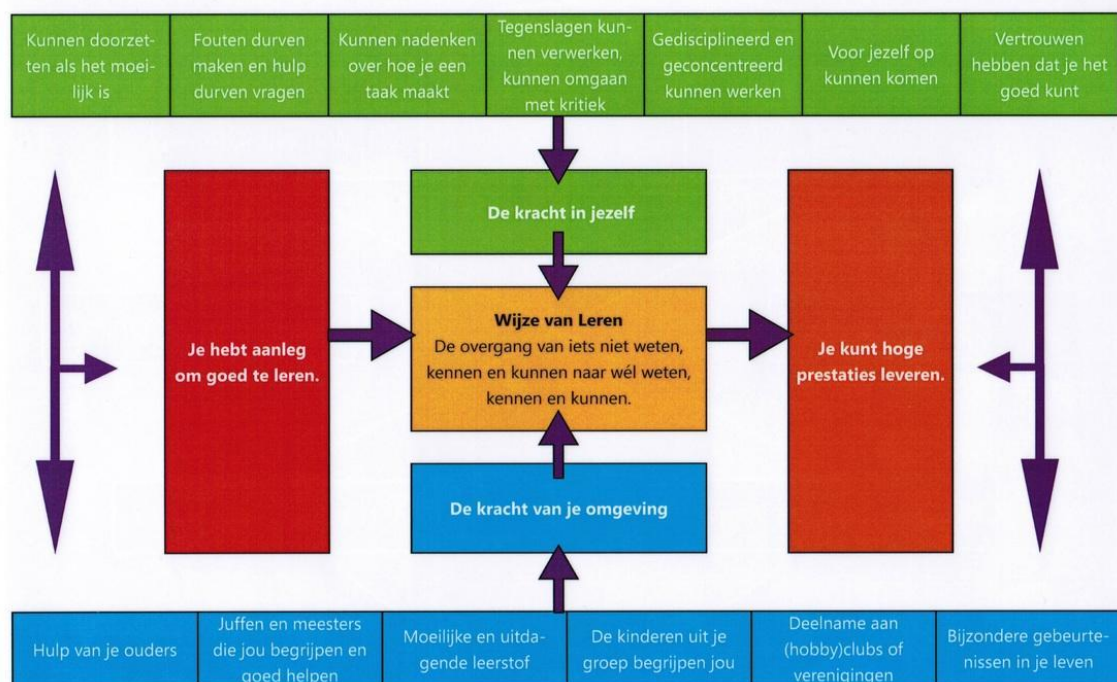 Kunnen doorzet-
ten als het moei-
lijk is
Fouten durven
maken en hulp
durven vragen
Kunnen nadenken
over hoe je een
taak maakt
Tegenslagen kun-
nen verwerken,
kunnen omgaan
met kritiek
Gedisciplineerd en
geconcentreerd
kunnen werken
Voor jezelf op
kunnen komen
Vertrouwen
hebben dat je het
goed kunt
De kracht in jezelf
Je hebt aanleg
om goed te leren.
Wijze van Leren
De overgang van iets niet weten,
kennen en kunnen naar wél weten,
kennen en kunnen.
Je kunt hoge
prestaties leveren.
De kracht van je omgeving
Hulp van je ouders
Juffen en meesters
die jou begrijpen en
goed helpen
Moeilijke en uitda-
gende leerstof
De kinderen uit je
groep begrijpen jou
Deelname aan
(hobby)clubs of
verenigingen
Bijzondere gebeurte-
nissen in je leven